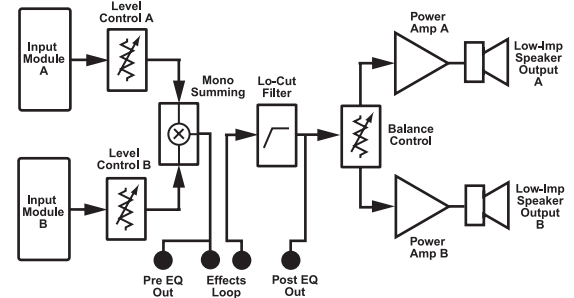 Input
Module
A
Level
Control A
Mono
Summing
Lo-Cut
Filter
Power
Amp A
Low-Imp
Speaker
Output
A
Balance
Control
Input
Module
B
Level
Control B
Power
Amp B
Low-Imp
Speaker
Output
B
Pre EQ
Out
Effects
Loop
Post EQ
Out